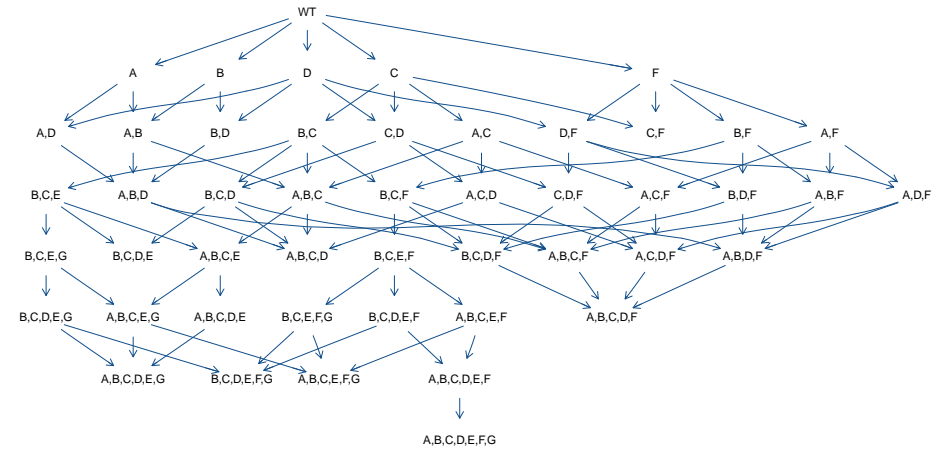 WT
A B D C F
A,D A,B B,D B,C C,D A,C D,F C,F B,F A,F
B,C,E A,B,D B,C,D A,B,C B,C,F A,C,D C,D,F A,C,F B,D,F A,B,F A,D,F
B,C,E,G B,C,D,E A,B,C,E A,B,C,D B,C,E,F B,C,D,F A,B,C,F A,C,D,F A,B,D,F
B,C,D,E,G A,B,C,E,G A,B,C,D,E B,C,E,F,G B,C,D,E,F A,B,C,E,F A,B,C,D,F
A,B,C,D,E,G B,C,D,E,F,G A,B,C,E,F,G A,B,C,D,E,F
A,B,C,D,E,F,G